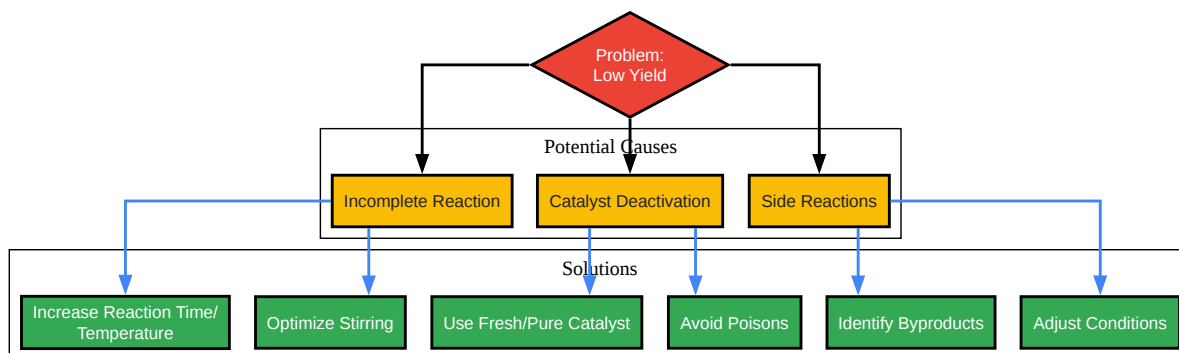 Problem:
Low Yield
Potential Causes
Incomplete Reaction
Catalyst Deactivation
Side Reactions
Solutions
Increase Reaction Time/
Temperature
Optimize Stirring
Use Fresh/Pure Catalyst
Avoid Poisons
Identify Byproducts
Adjust Conditions